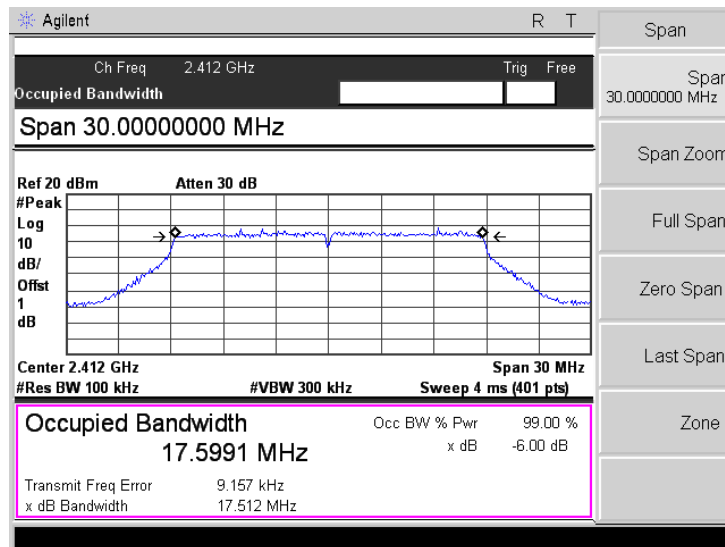 Agilent R T
Span
Ch Freq 2.412 GHz Trig Free
Occupied Bandwidth
Span
30.0000000 MHz
Span 30.00000000 MHz
Span Zoom
Ref 20 dBm Atten 30 dB
#Peak
Log
10
dB/
Offst
1
dB
Full Span
Zero Span
Last Span
Center 2.412 GHz Span 30 MHz
#Res BW 100 kHz #VBW 300 kHz Sweep 4 ms (401 pts)
Occupied Bandwidth Occ BW % Pwr 99.00 %
17.5991 MHz x dB -6.00 dB
Zone
Transmit Freq Error 9.157 kHz
x dB Bandwidth 17.512 MHz